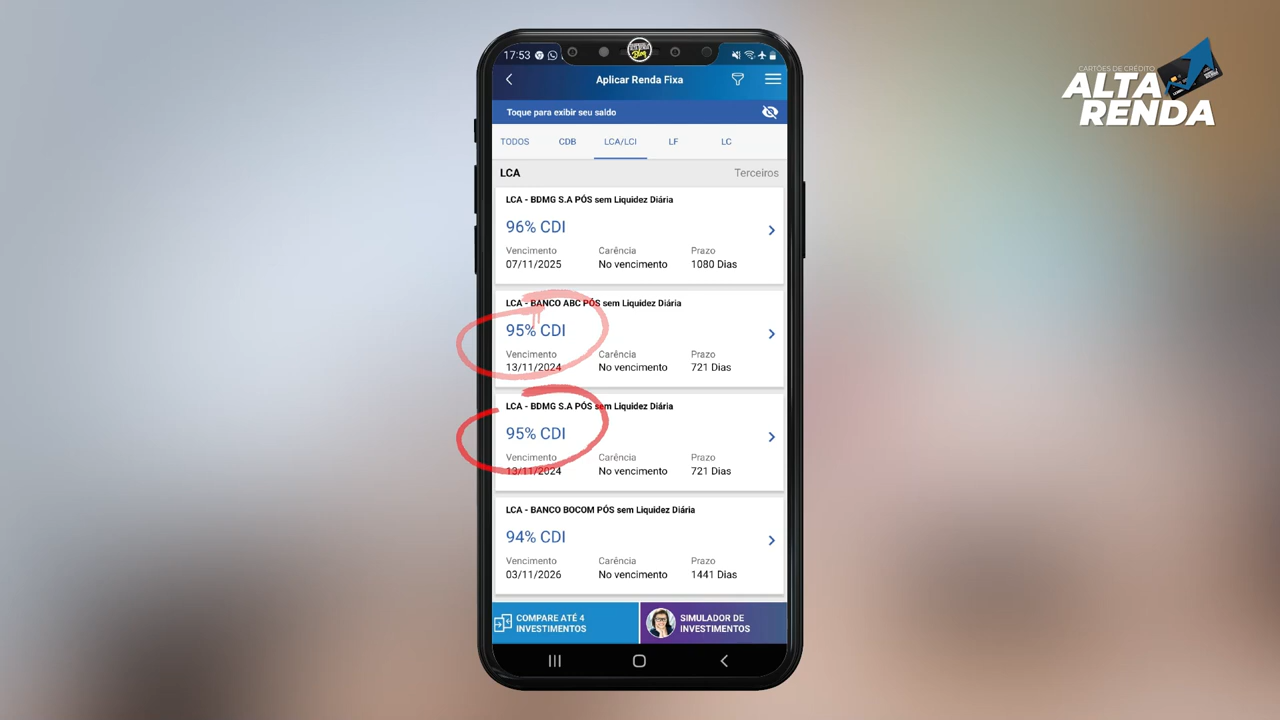 17:53
Aplicar Renda Fixa
Toque para exibir seu saldo
TODOS CDB LCA/LCI LF LC
LCA Terceiros
LCA - BDMG S.A PÓS sem Liquidez Diária
96% CDI
Vencimento Carência Prazo
07/11/2025 No vencimento 1080 Dias
LCA - BANCO ABC PÓS sem Liquidez Diária
95% CDI
Vencimento Carência Prazo
13/11/2024 No vencimento 721 Dias
LCA - BDMG S.A PÓS sem Liquidez Diária
95% CDI
Vencimento Carência Prazo
13/11/2024 No vencimento 721 Dias
LCA - BANCO BOCOM PÓS sem Liquidez Diária
94% CDI
Vencimento Carência Prazo
03/11/2026 No vencimento 1441 Dias
COMPARE ATÉ 4
INVESTIMENTOS
SIMULADOR DE
INVESTIMENTOS
CARTÕES DE CRÉDITO
ALTA
RENDA